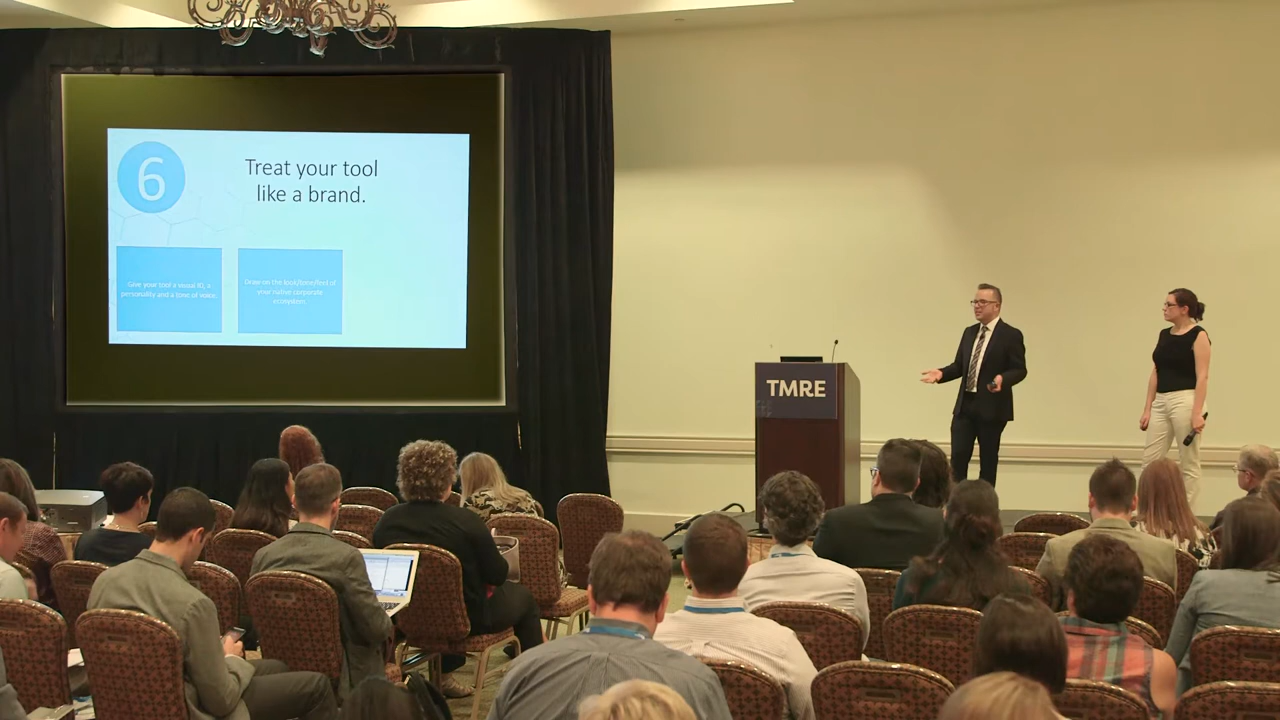 6
Treat your tool
like a brand.
Give your tool a visual ID, a
personality and a tone of voice.
Draw on the look/tone/feel of
your native corporate
ecosystem.
TMRE